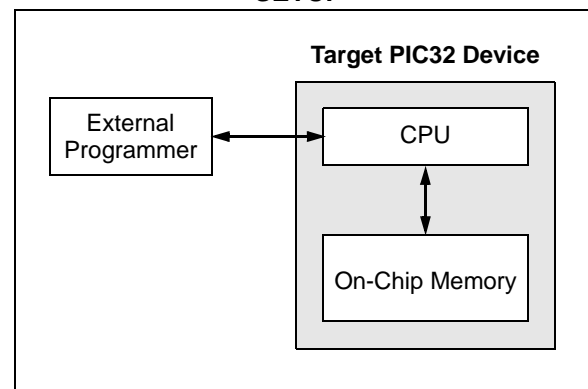 Target PIC32 Device
External
Programmer
CPU
On-Chip Memory